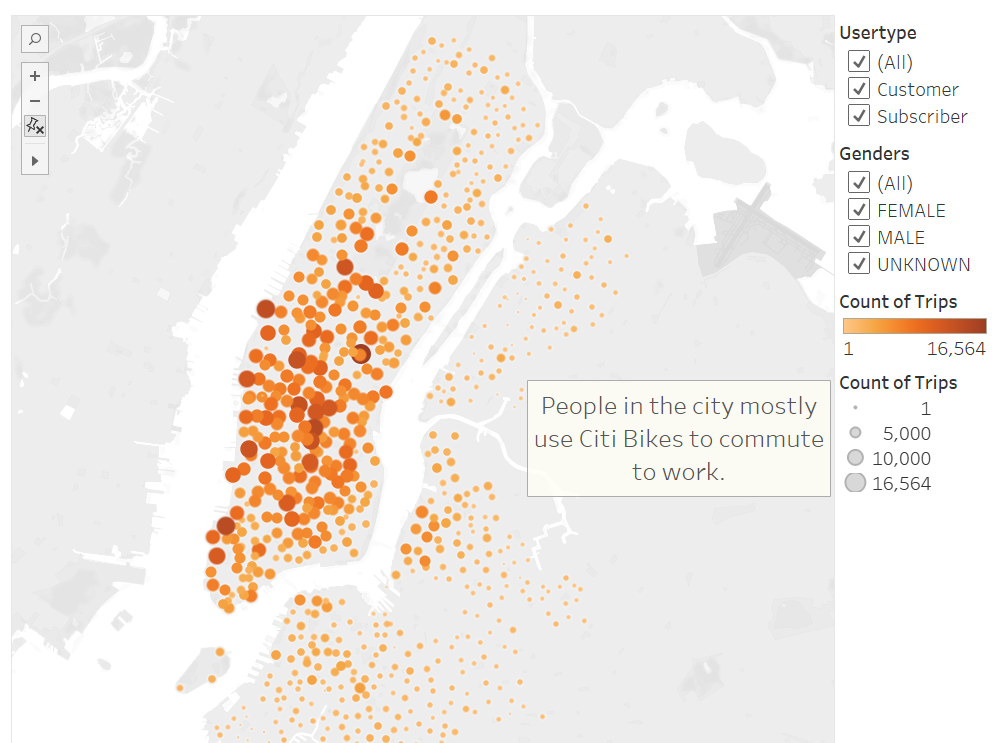 Usertype
(All)
Customer
Subscriber
Genders
(All)
FEMALE
MALE
UNKNOWN
Count of Trips
1 16,564
Count of Trips
1
5,000
10,000
16,564
People in the city mostly
use Citi Bikes to commute
to work.